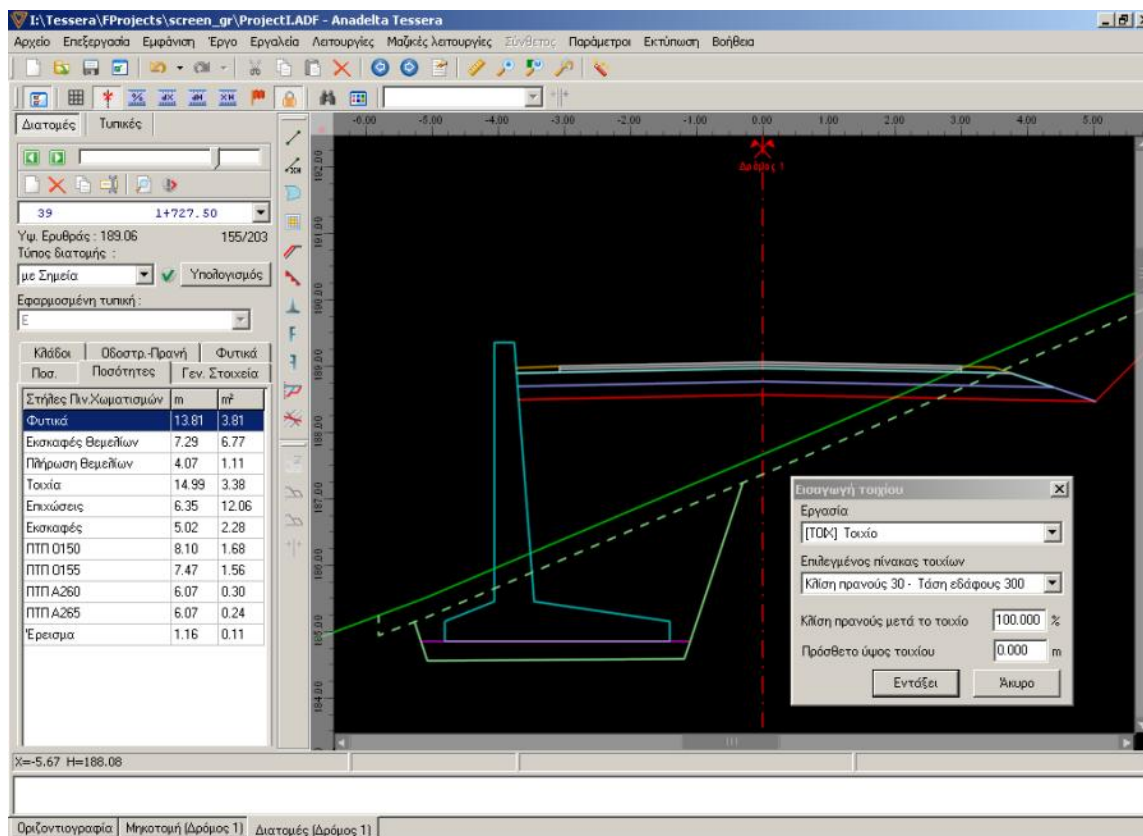 I:\Tessera\FProjects\screen_gr\Project1.ADF - Anadelta Tessera
Αρχείο Επεξεργασία Εμφάνιση Έργο Εργαλεία Λειτουργίες Μαζικές λειτουργίες Σύνθετος Παράμετροι Εκτύπωση Βοήθεια
Διατομές Τυπικές
-6.00 -5.00 -4.00 -3.00 -2.00 -1.00 0.00 1.00 2.00 3.00 4.00 5.00
Δρόμος 1
39 1+727.50
Υψ. Ερυθράς : 189.06 155/203
Τύπος διατομής :
με Σημεία Υπολογισμός
Εφαρμοσμένη τυπική :
E
Κλάδοι Οδοστρ.-Πρανή Φυτικά
Ποσ. Ποσότητες Γεν. Στοιχεία
Στήλες Πιν.Χωματισμών m m²
Φυτικά 13.81 3.81
Εκσκαφές Θεμελίων 7.29 6.77
Πλήρωση Θεμελίων 4.07 1.11
Τοιχία 14.99 3.38
Επιχώσεις 6.35 12.06
Εκσκαφές 5.02 2.28
ΠΤΠ Ο150 8.10 1.68
ΠΤΠ Ο155 7.47 1.56
ΠΤΠ Α260 6.07 0.30
ΠΤΠ Α265 6.07 0.24
Έρεισμα 1.16 0.11
192.00
191.00
190.00
189.00
188.00
187.00
186.00
185.00
184.00
Εισαγωγή τοιχίου
Εργασία
[ΤΟΙΧ] Τοιχίο
Επιλεγμένος πίνακας τοιχίων
Κλίση πρανούς 30 - Τάση εδάφους 300
Κλίση πρανούς μετά το τοιχίο 100.000 %
Πρόσθετο ύψος τοιχίου 0.000 m
Εντάξει Άκυρο
X=-5.67 H=188.08
Οριζοντιογραφία Μηκοτομή (Δρόμος 1) Διατομές (Δρόμος 1)